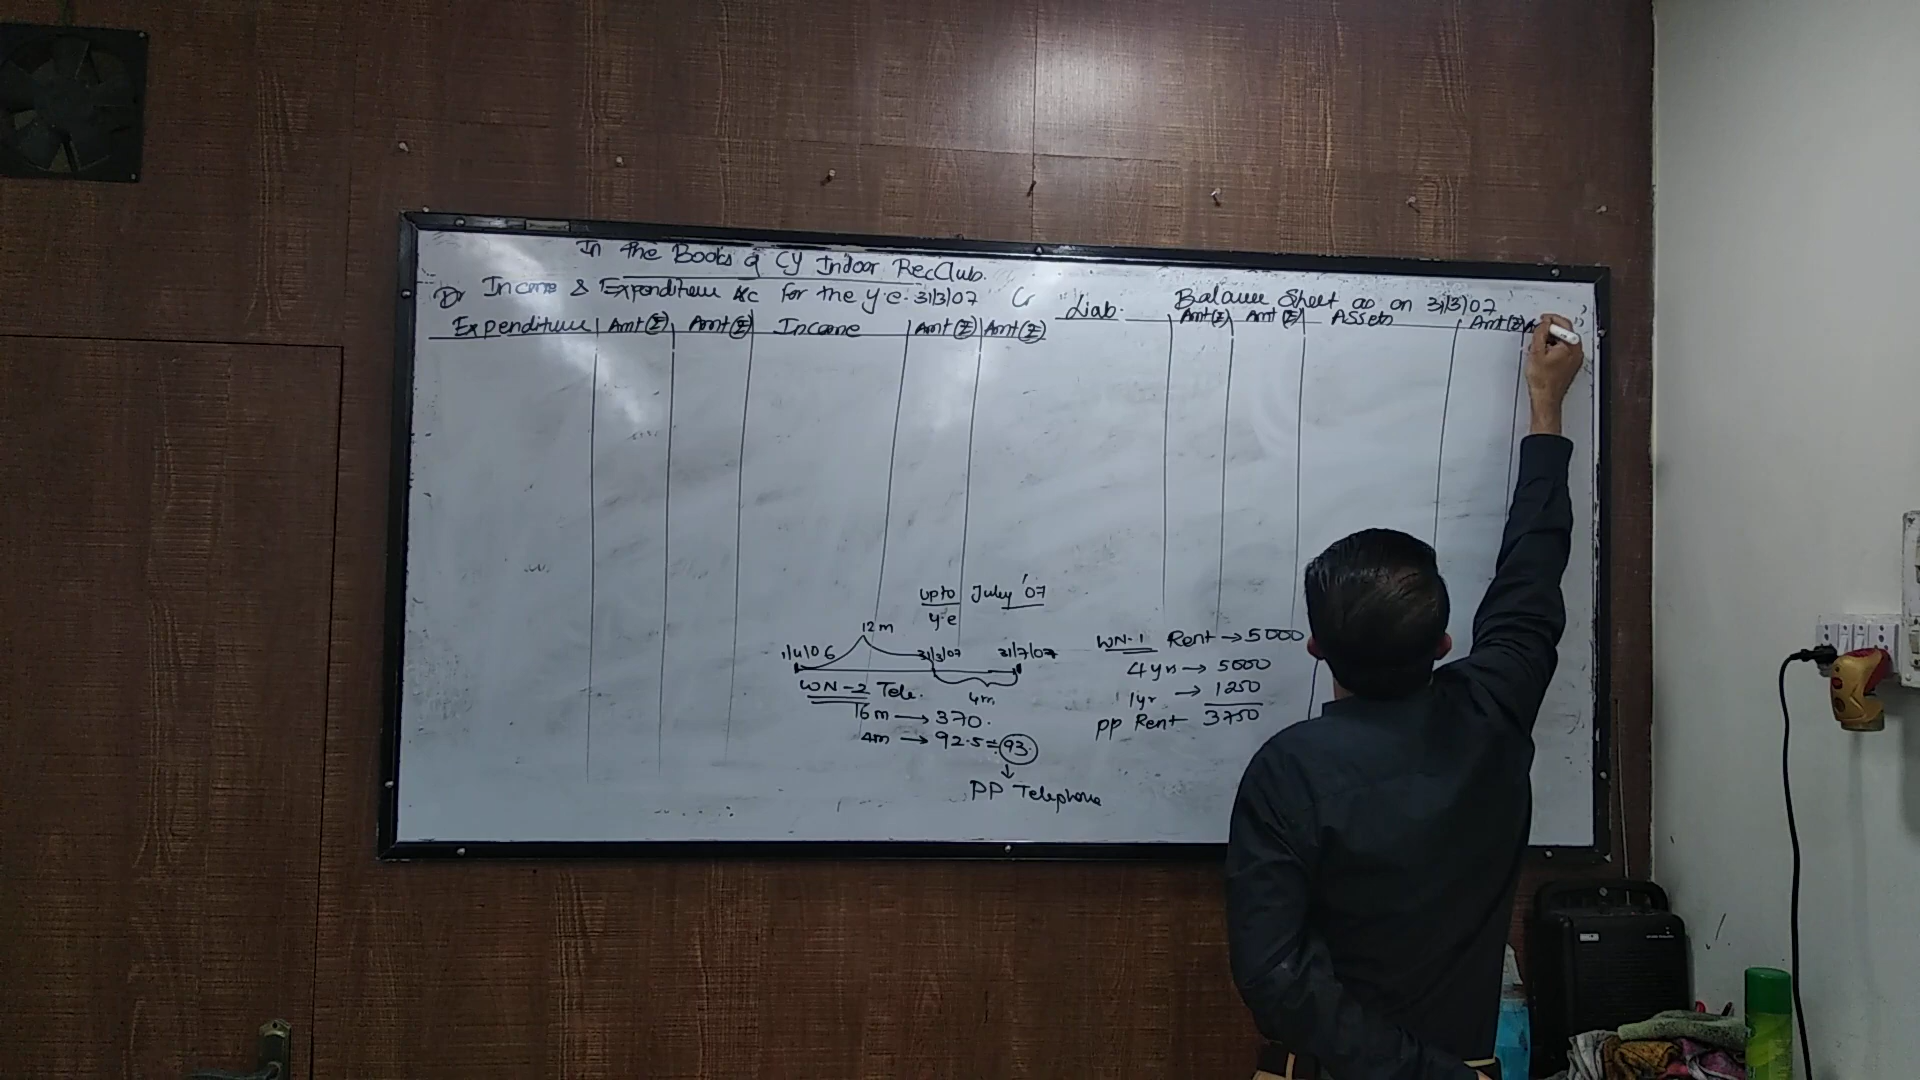 In the Books of CY Indoor Rec Club.
Dr Income & Expenditure A/c for the y.e. 31/3/07 Cr
Expenditure Amt(₹) Amt(₹) Income Amt(₹) Amt(₹)
Balance Sheet as on 31/3/07
Liab. Amt(₹) Amt(₹) Assets Amt(₹)
upto July '07
y.e
12m
1/4/06 31/3/07 31/7/07
4m
WN-2 Tele.
16m → 370.
4m → 92.5 = 93.
↓
PP Telephone
WN-1 Rent → 5000
4yrs → 5000
1yr → 1250
PP Rent 3750